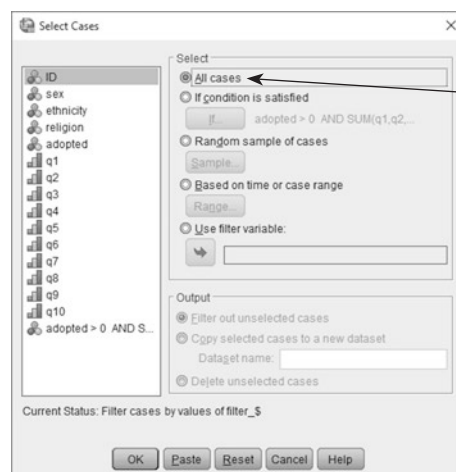 Select Cases
ID
sex
ethnicity
religion
adopted
q1
q2
q3
q4
q5
q6
q7
q8
q9
q10
adopted > 0 AND S...
Select
All cases
If condition is satisfied
If... adopted > 0 AND SUM(q1,q2,...
Random sample of cases
Sample...
Based on time or case range
Range...
Use filter variable:
Output
Filter out unselected cases
Copy selected cases to a new dataset
Dataset name:
Delete unselected cases
Current Status: Filter cases by values of filter_$
OK Paste Reset Cancel Help